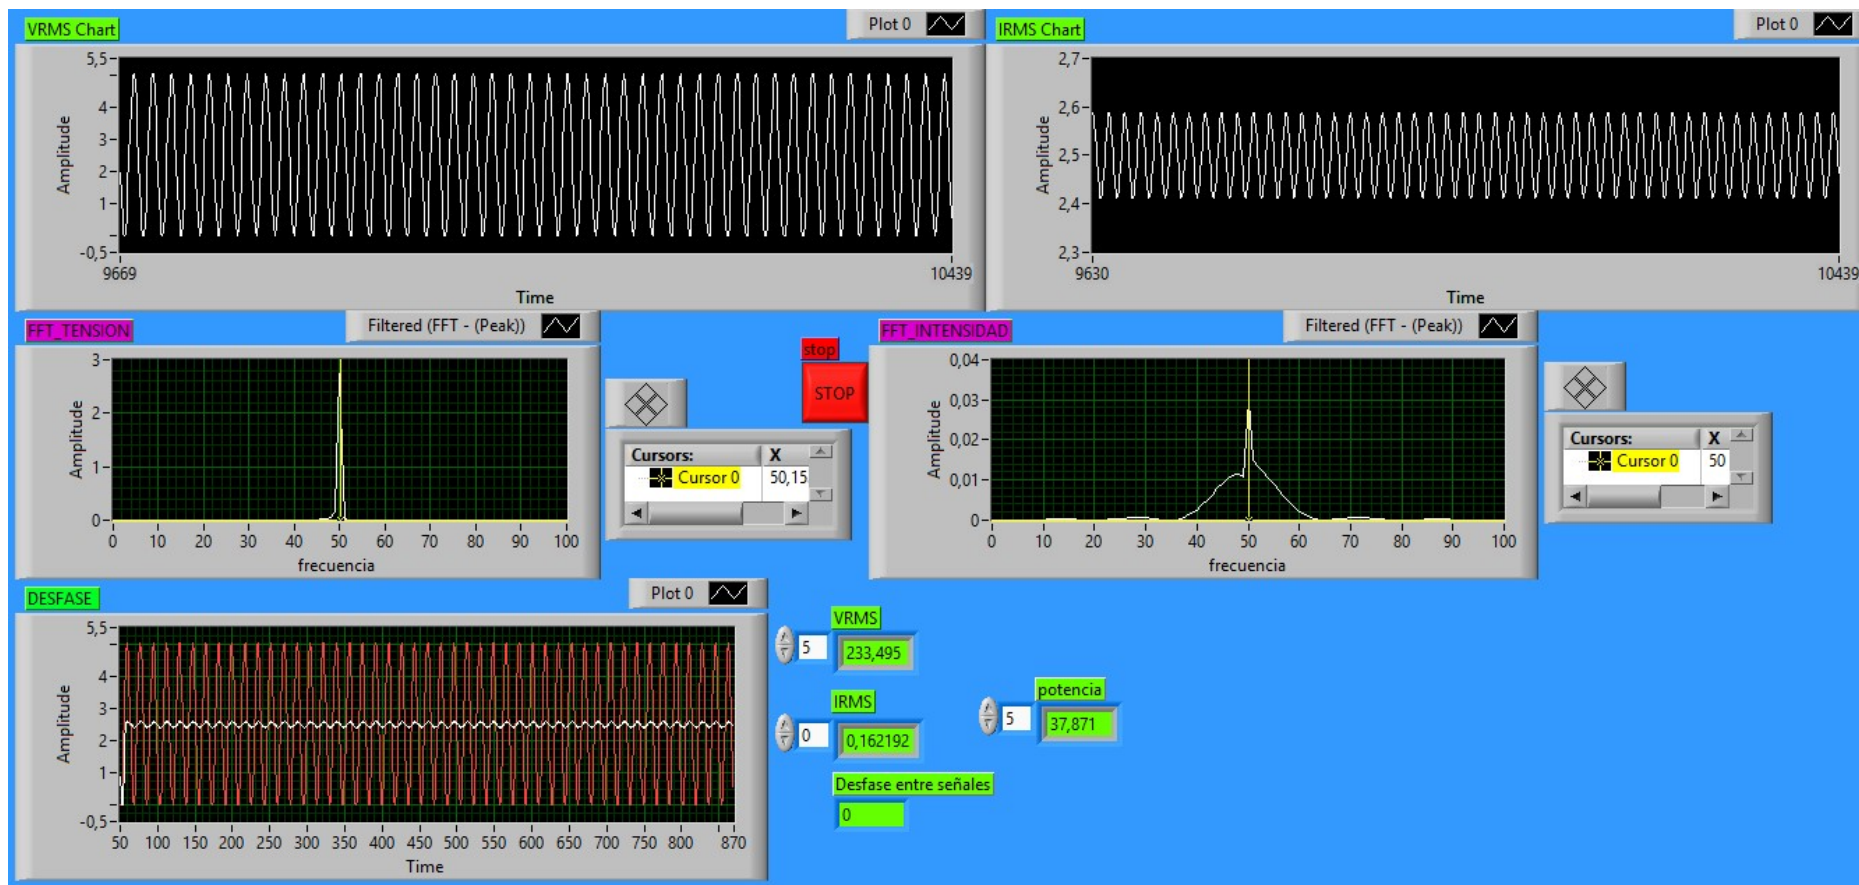 VRMS Chart
Plot 0
5,5
4
3
2
1
-0,5
Amplitude
9669
10439
Time
IRMS Chart
Plot 0
2,7
2,6
2,5
2,4
2,3
Amplitude
9630
10439
Time
FFT_TENSION
Filtered (FFT - (Peak))
3
2
1
0
Amplitude
0 10 20 30 40 50 60 70 80 90 100
frecuencia
Cursors: X
Cursor 0 50,15
stop
STOP
FFT_INTENSIDAD
Filtered (FFT - (Peak))
0,04
0,03
0,02
0,01
0
Amplitude
0 10 20 30 40 50 60 70 80 90 100
frecuencia
Cursors: X
Cursor 0 50
DESFASE
Plot 0
5,5
4
3
2
1
-0,5
Amplitude
50 100 150 200 250 300 350 400 450 500 550 600 650 700 750 800 870
Time
VRMS
5 233,495
IRMS
0 0,162192
potencia
5 37,871
Desfase entre señales
0